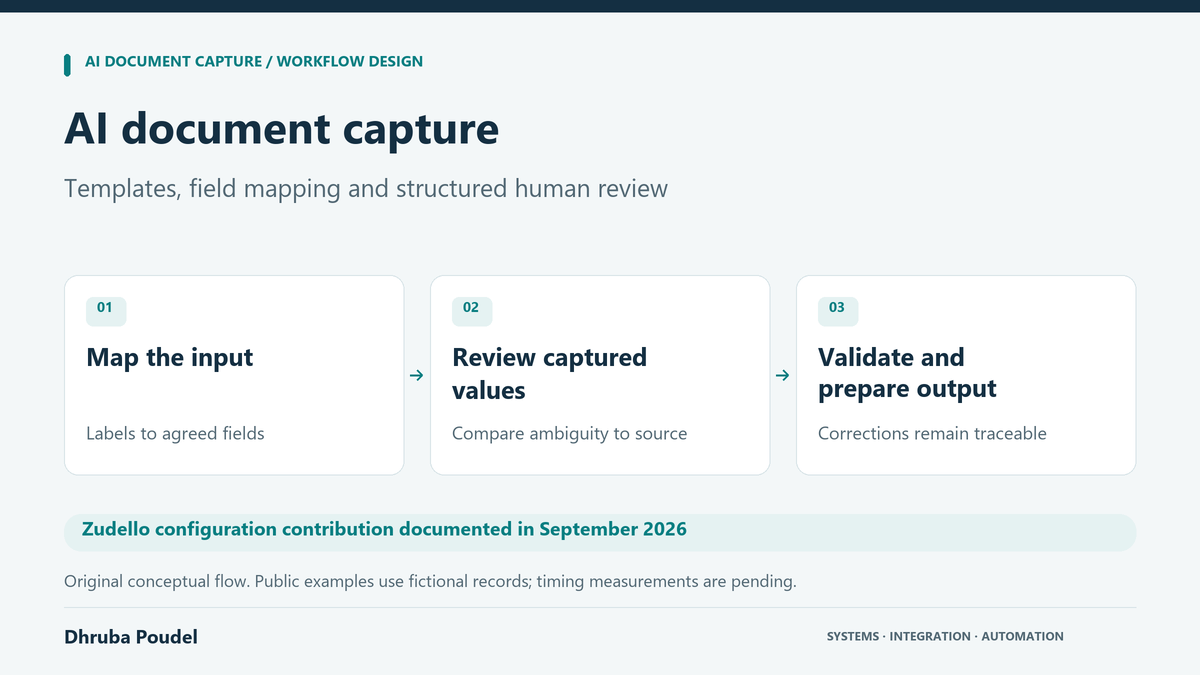 AI DOCUMENT CAPTURE / WORKFLOW DESIGN
AI document capture
Templates, field mapping and structured human review
01
Map the input
Labels to agreed fields
→
02
Review captured
values
Compare ambiguity to source
→
03
Validate and
prepare output
Corrections remain traceable
Zudello configuration contribution documented in September 2026
Original conceptual flow. Public examples use fictional records; timing measurements are pending.
Dhruba Poudel
SYSTEMS · INTEGRATION · AUTOMATION